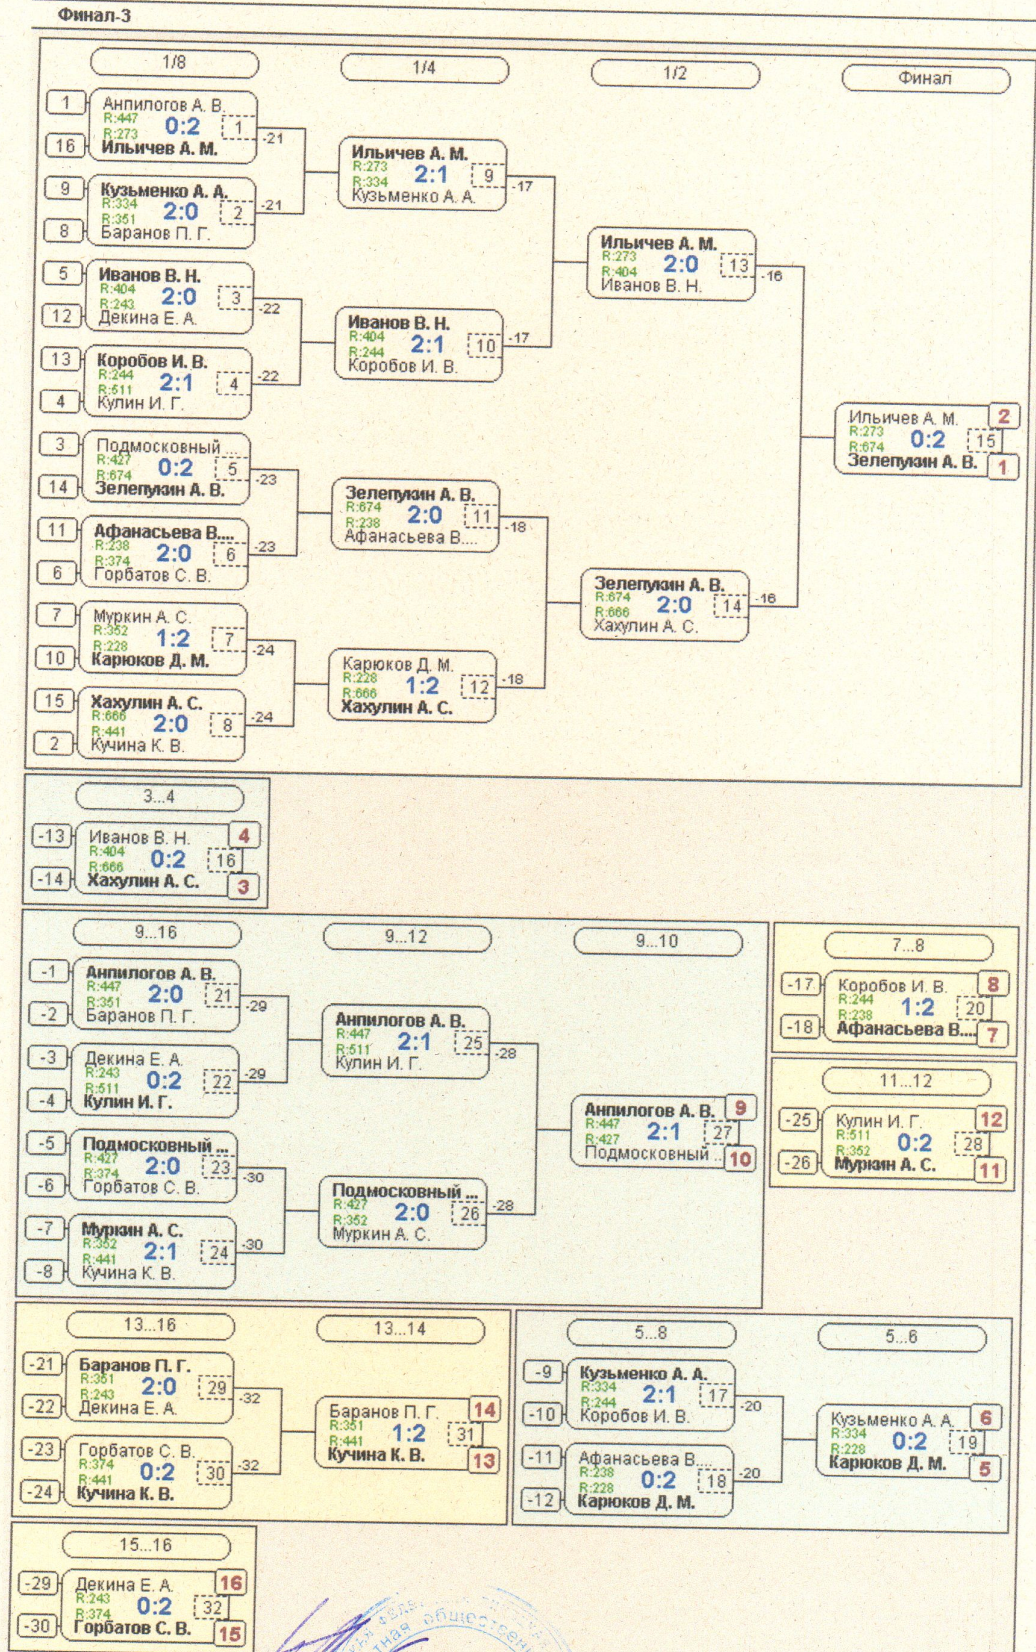 Финал-3
1/8
1/4
1/2
Финал
1
Анпилогов А. В.
R:447
R:273
0:2
1
-21
16
Ильичев А. М.
9
Кузьменко А. А.
R:334
R:351
2:0
2
-21
8
Баранов П. Г.
5
Иванов В. Н.
R:404
R:243
2:0
3
-22
12
Декина Е. А.
13
Коробов И. В.
R:244
R:511
2:1
4
-22
4
Кулин И. Г.
3
Подмосковный ...
R:427
R:674
0:2
5
-23
14
Зелепукин А. В.
11
Афанасьева В....
R:238
R:374
2:0
6
-23
6
Горбатов С. В.
7
Муркин А. С.
R:352
R:228
1:2
7
-24
10
Карюков Д. М.
15
Хахулин А. С.
R:666
R:441
2:0
8
-24
2
Кучина К. В.
Ильичев А. М.
R:273
R:334
2:1
9
-17
Кузьменко А. А.
Иванов В. Н.
R:404
R:244
2:1
10
-17
Коробов И. В.
Зелепукин А. В.
R:674
R:238
2:0
11
-18
Афанасьева В....
Карюков Д. М.
R:228
R:666
1:2
12
-18
Хахулин А. С.
Ильичев А. М.
R:273
R:404
2:0
13
-16
Иванов В. Н.
Зелепукин А. В.
R:674
R:666
2:0
14
-16
Хахулин А. С.
Ильичев А. М.
2
R:273
R:674
0:2
15
Зелепукин А. В.
1
3...4
-13
Иванов В. Н.
4
R:404
R:666
0:2
16
-14
Хахулин А. С.
3
9...16
9...12
9...10
-1
Анпилогов А. В.
R:447
R:351
2:0
21
-29
-2
Баранов П. Г.
-3
Декина Е. А.
R:243
R:511
0:2
22
-29
-4
Кулин И. Г.
-5
Подмосковный ...
R:427
R:374
2:0
23
-30
-6
Горбатов С. В.
-7
Муркин А. С.
R:352
R:441
2:1
24
-30
-8
Кучина К. В.
Анпилогов А. В.
R:447
R:511
2:1
25
-28
Кулин И. Г.
Подмосковный ...
R:427
R:352
2:0
26
-28
Муркин А. С.
Анпилогов А. В.
9
R:447
R:427
2:1
27
Подмосковный ...
10
7...8
-17
Коробов И. В.
8
R:244
R:238
1:2
20
-18
Афанасьева В....
7
11...12
-25
Кулин И. Г.
12
R:511
R:352
0:2
28
-26
Муркин А. С.
11
13...16
13...14
-21
Баранов П. Г.
R:351
R:243
2:0
29
-32
-22
Декина Е. А.
-23
Горбатов С. В.
R:374
R:441
0:2
30
-32
-24
Кучина К. В.
Баранов П. Г.
14
R:351
R:441
1:2
31
Кучина К. В.
13
5...8
5...6
-9
Кузьменко А. А.
R:334
R:244
2:1
17
-20
-10
Коробов И. В.
-11
Афанасьева В....
R:238
R:228
0:2
18
-20
-12
Карюков Д. М.
Кузьменко А. А.
6
R:334
R:228
0:2
19
Карюков Д. М.
5
15...16
-29
Декина Е. А.
16
R:243
R:374
0:2
32
-30
Горбатов С. В.
15